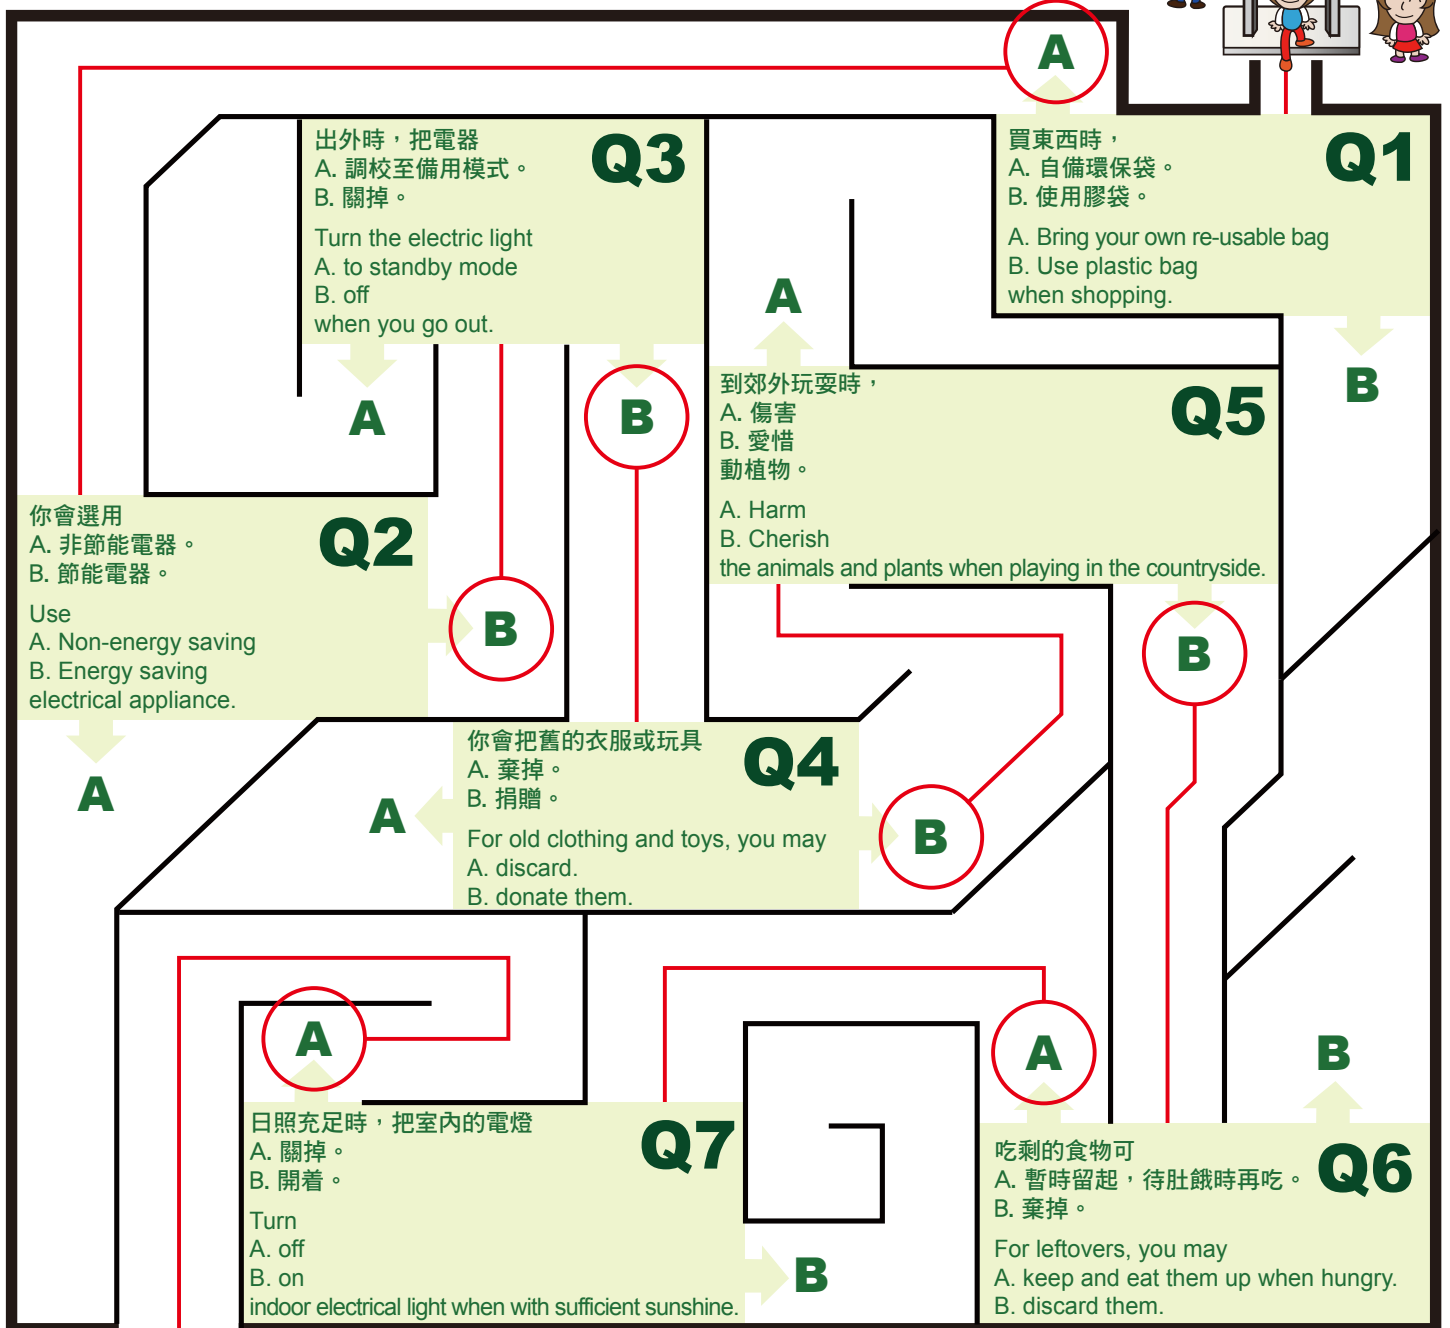 A
Q1
買東西時，
A. 自備環保袋。
B. 使用膠袋。
A. Bring your own re-usable bag
B. Use plastic bag
when shopping.
B
Q3
出外時，把電器
A. 調校至備用模式。
B. 關掉。
Turn the electric light
A. to standby mode
B. off
when you go out.
A
B
A
Q5
到郊外玩耍時，
A. 傷害
B. 愛惜
動植物。
A. Harm
B. Cherish
the animals and plants when playing in the countryside.
B
Q2
你會選用
A. 非節能電器。
B. 節能電器。
Use
A. Non-energy saving
B. Energy saving
electrical appliance.
B
A
Q4
你會把舊的衣服或玩具
A. 棄掉。
B. 捐贈。
For old clothing and toys, you may
A. discard.
B. donate them.
A
B
A
Q7
日照充足時，把室內的電燈
A. 關掉。
B. 開着。
Turn
A. off
B. on
indoor electrical light when with sufficient sunshine.
B
A
B
Q6
吃剩的食物可
A. 暫時留起，待肚餓時再吃。
B. 棄掉。
For leftovers, you may
A. keep and eat them up when hungry.
B. discard them.